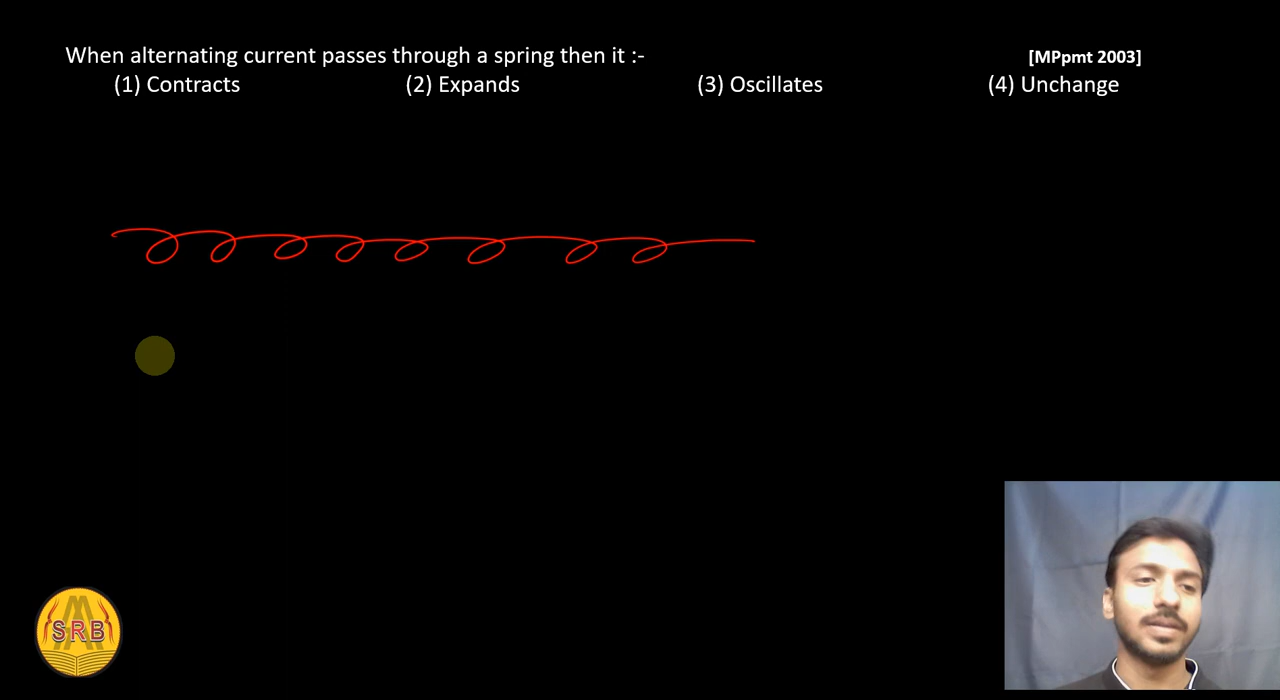 When alternating current passes through a spring then it :- [MPpmt 2003]
(1) Contracts (2) Expands (3) Oscillates (4) Unchange
SRB